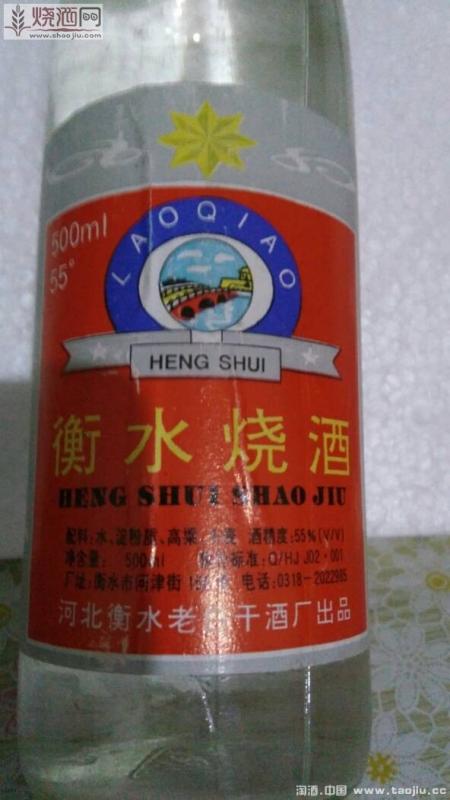 烧酒网
www.shaojiu.com
500ml
55°
LAOQIAO
HENG SHUI
衡水烧酒
HENG SHUI SHAO JIU
配料：水、淀粉质、高粱、小麦 酒精度：55%(V/V)
净含量：500ml 标准：Q/HJ J02·001
厂址：衡水市 津街 电话：0318-2022985
河北衡水老 干酒厂出品
淘酒.中国 www.taojiu.cc